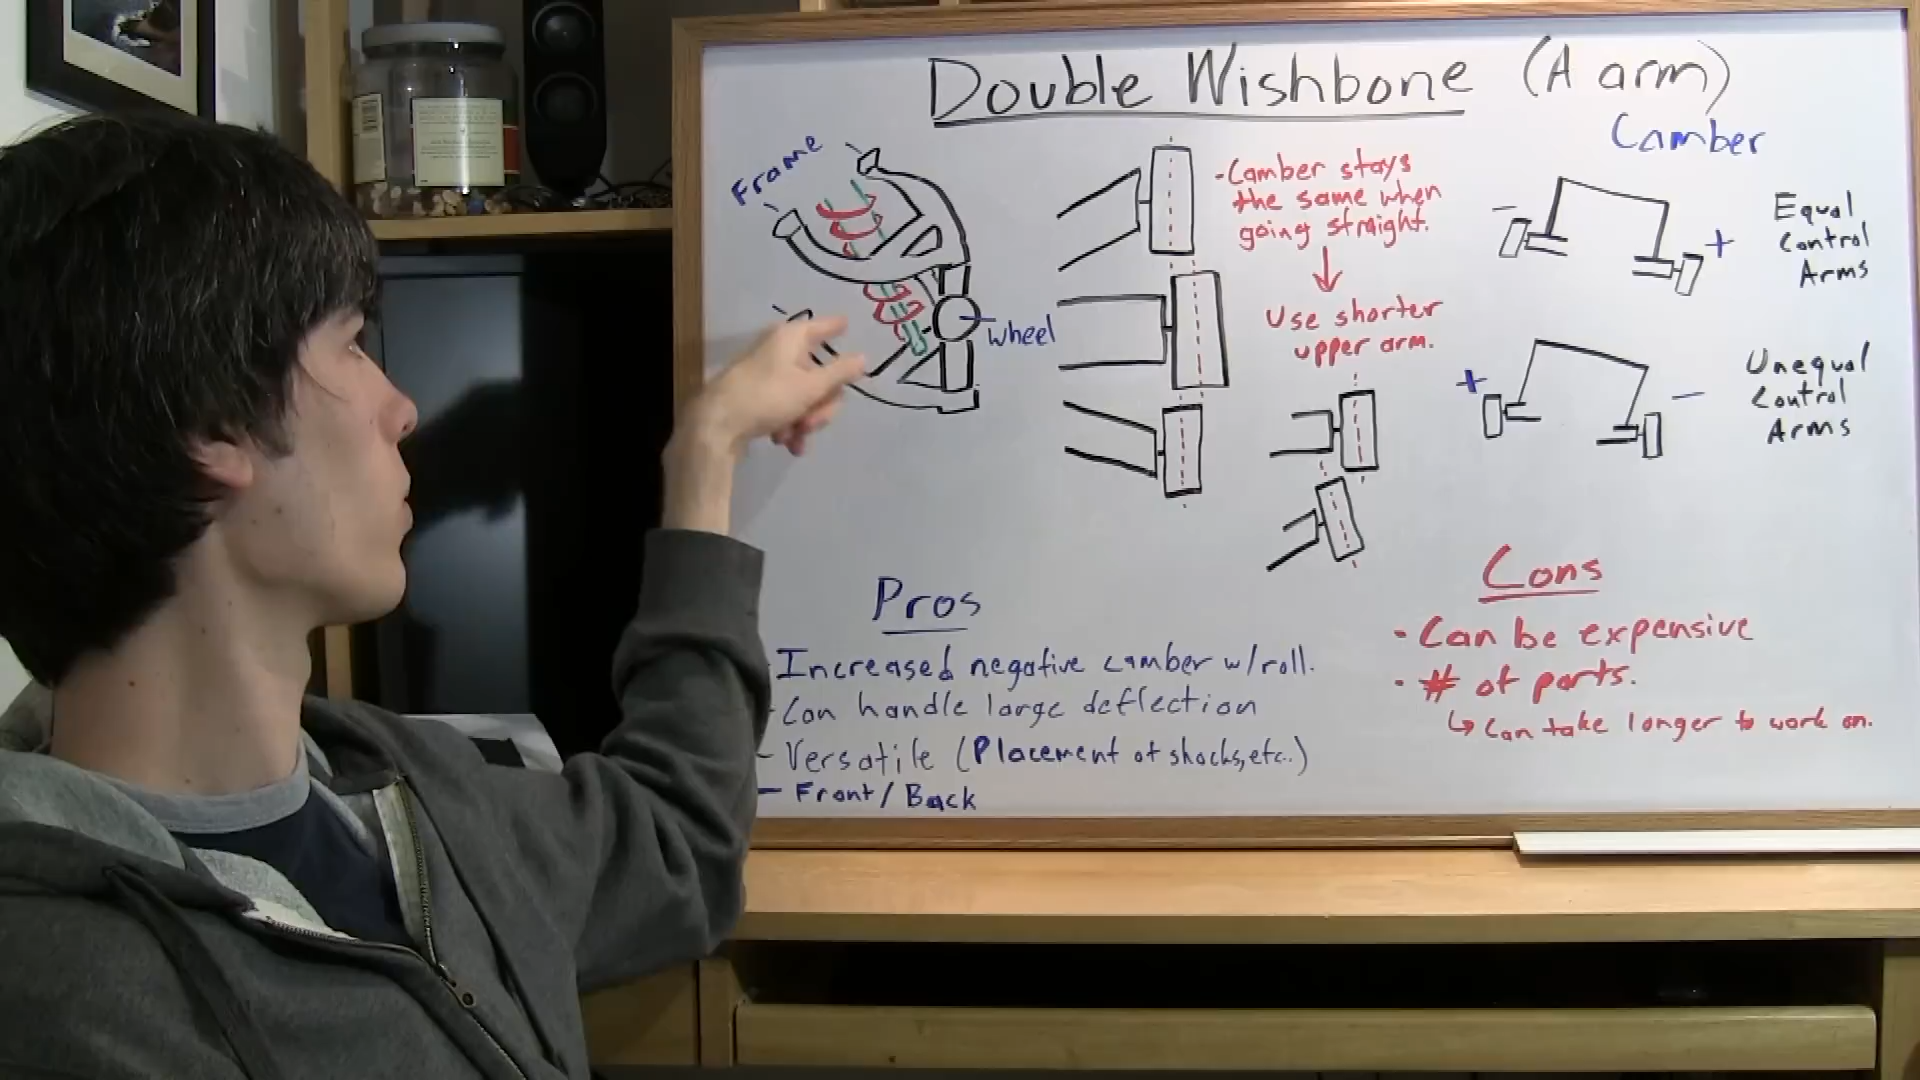 Double Wishbone (A arm)
Camber
Frame
wheel
-Camber stays
the same when
going straight.
Use shorter
upper arm.
Equal
Control
Arms
- +
Unequal
Control
Arms
+ -
Pros
- Increased negative camber w/roll.
- Can handle large deflection
- Versatile (Placement of shocks, etc..)
- Front/Back
Cons
- Can be expensive
- # of parts.
↳ can take longer to work on.